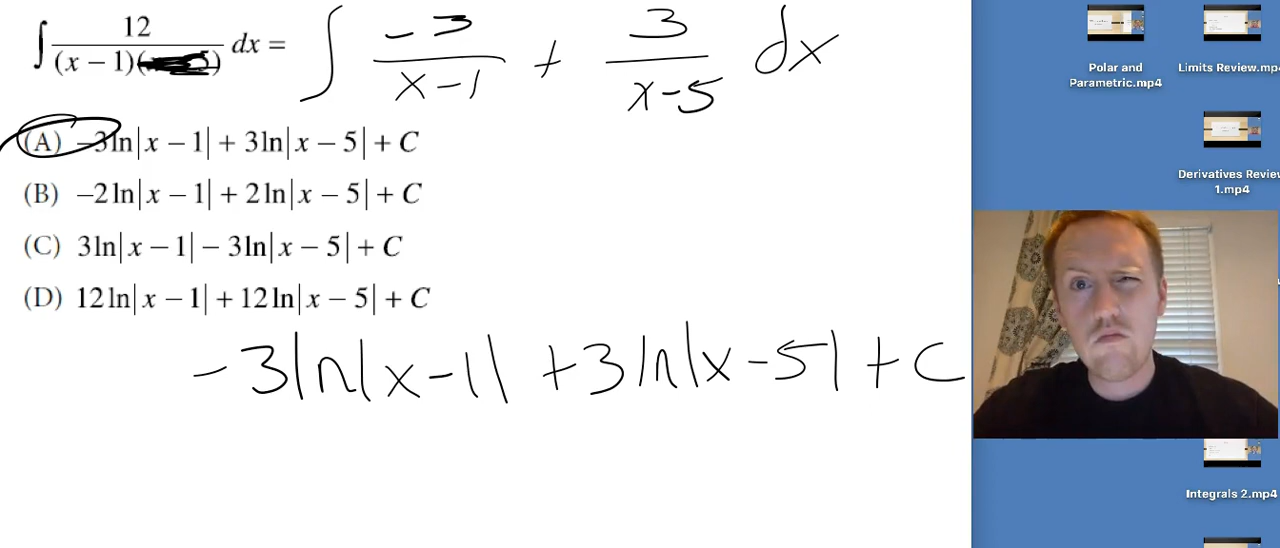 ∫ 12 / (x − 1)( 5) dx = ∫ −3 / x−1 + 3 / x−5 dx
(A) −3ln|x − 1| + 3ln|x − 5| + C
(B) −2ln|x − 1| + 2ln|x − 5| + C
(C) 3ln|x − 1| − 3ln|x − 5| + C
(D) 12ln|x − 1| + 12ln|x − 5| + C
−3ln|x−1| +3ln|x−5| + C
Polar and
Parametric.mp4
Limits Review.mp4
Derivatives Review
1.mp4
Integrals 2.mp4